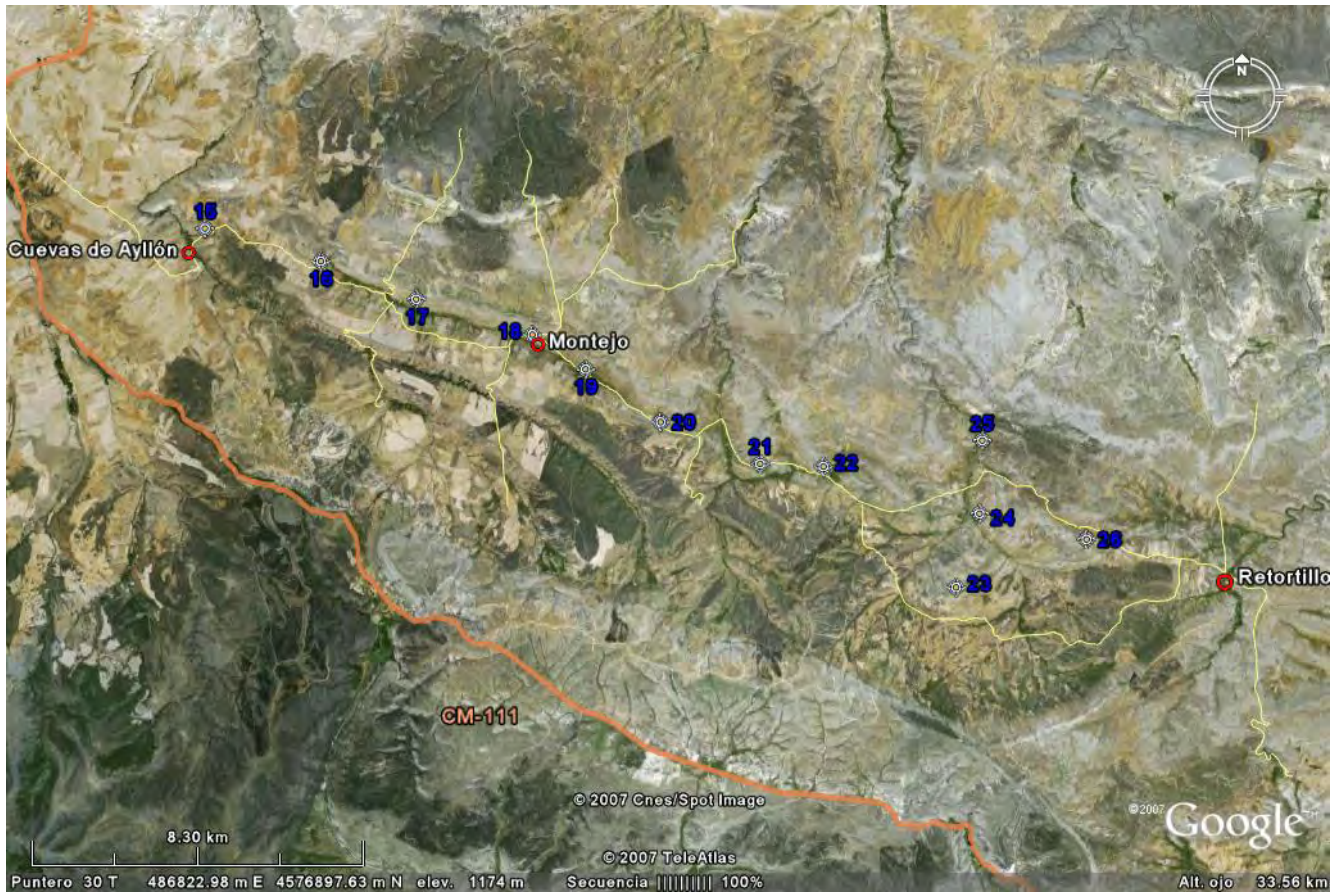 N
15
Cuevas de Ayllón
16
17
18
Montejo
19
20
21
22
25
24
26
23
Retortillo
CM-111
© 2007 Cnes/Spot Image
©2007 Google™
8.30 km
© 2007 TeleAtlas
Puntero 30 T 486822.98 m E 4576897.63 m N elev. 1174 m Secuencia |||||||||| 100% Alt. ojo 33.56 km